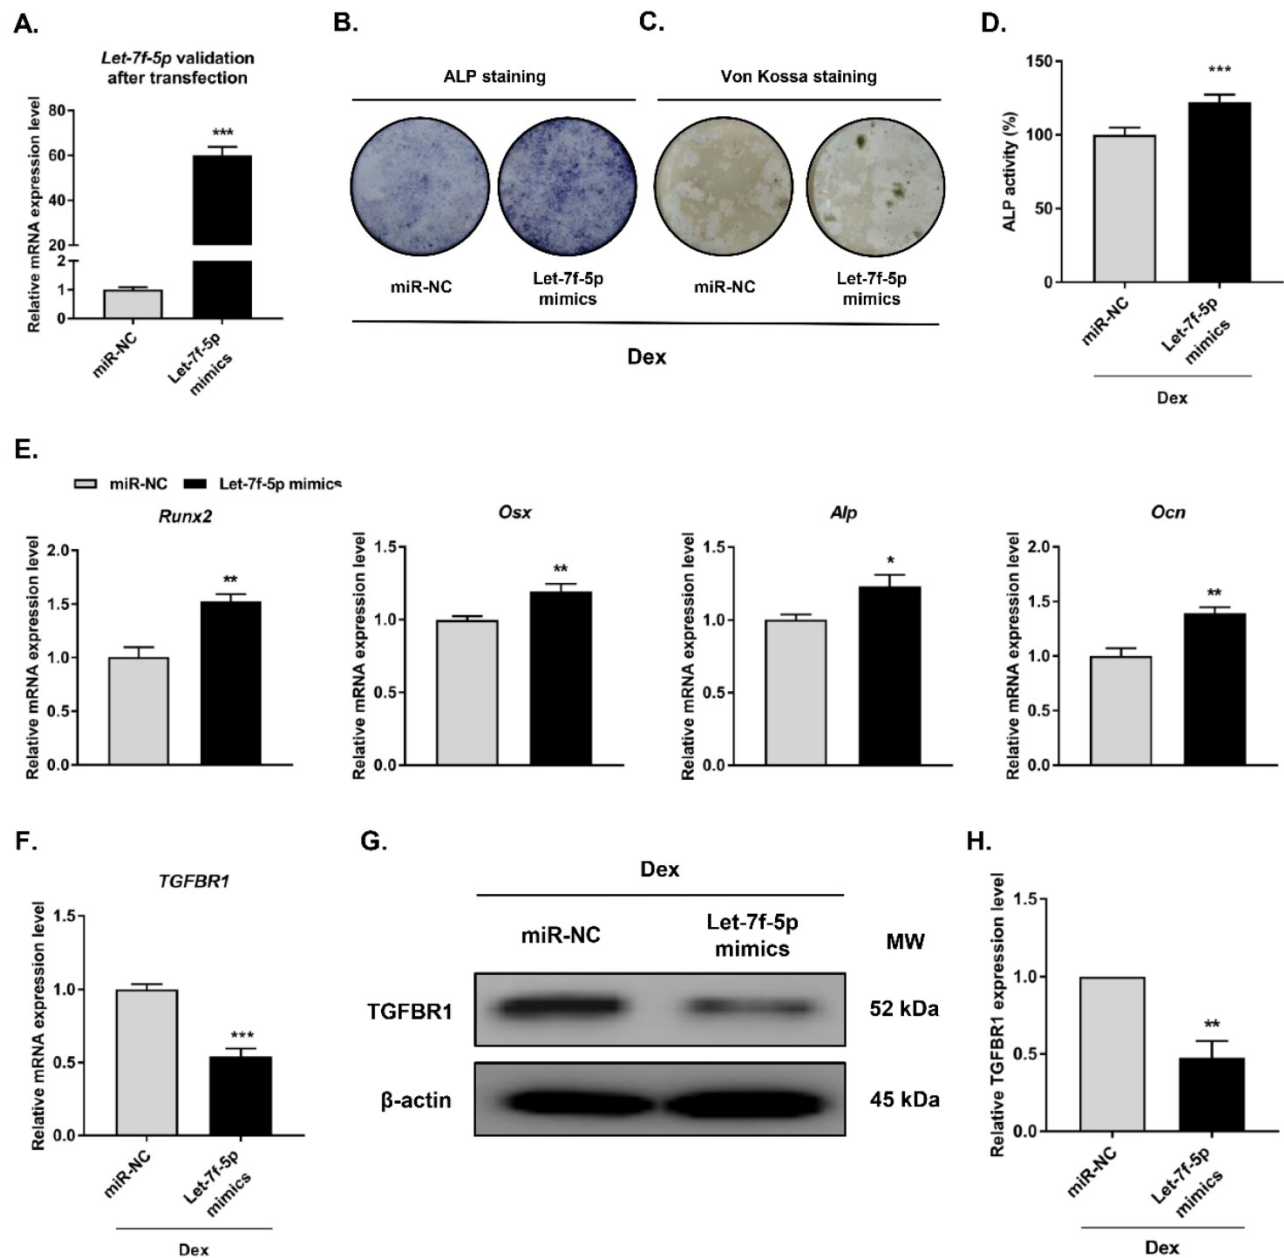 A.
Let-7f-5p validation
after transfection
Relative mRNA expression level
80
60
40
20
2
1
0
***
miR-NC
Let-7f-5p
mimics
B.
ALP staining
miR-NC
Let-7f-5p
mimics
C.
Von Kossa staining
miR-NC
Let-7f-5p
mimics
Dex
D.
ALP activity (%)
150
100
50
0
***
miR-NC
Let-7f-5p
mimics
Dex
E.
miR-NC
Let-7f-5p mimics
Runx2
Relative mRNA expression level
2.0
1.5
1.0
0.5
0.0
**
Osx
Relative mRNA expression level
1.5
1.0
0.5
0.0
**
Alp
Relative mRNA expression level
1.5
1.0
0.5
0.0
*
Ocn
Relative mRNA expression level
2.0
1.5
1.0
0.5
0.0
**
F.
TGFBR1
Relative mRNA expression level
1.5
1.0
0.5
0.0
***
miR-NC
Let-7f-5p
mimics
Dex
G.
Dex
miR-NC
Let-7f-5p
mimics
MW
TGFBR1
52 kDa
β-actin
45 kDa
H.
Relative TGFBR1 expression level
1.5
1.0
0.5
0.0
**
miR-NC
Let-7f-5p
mimics
Dex